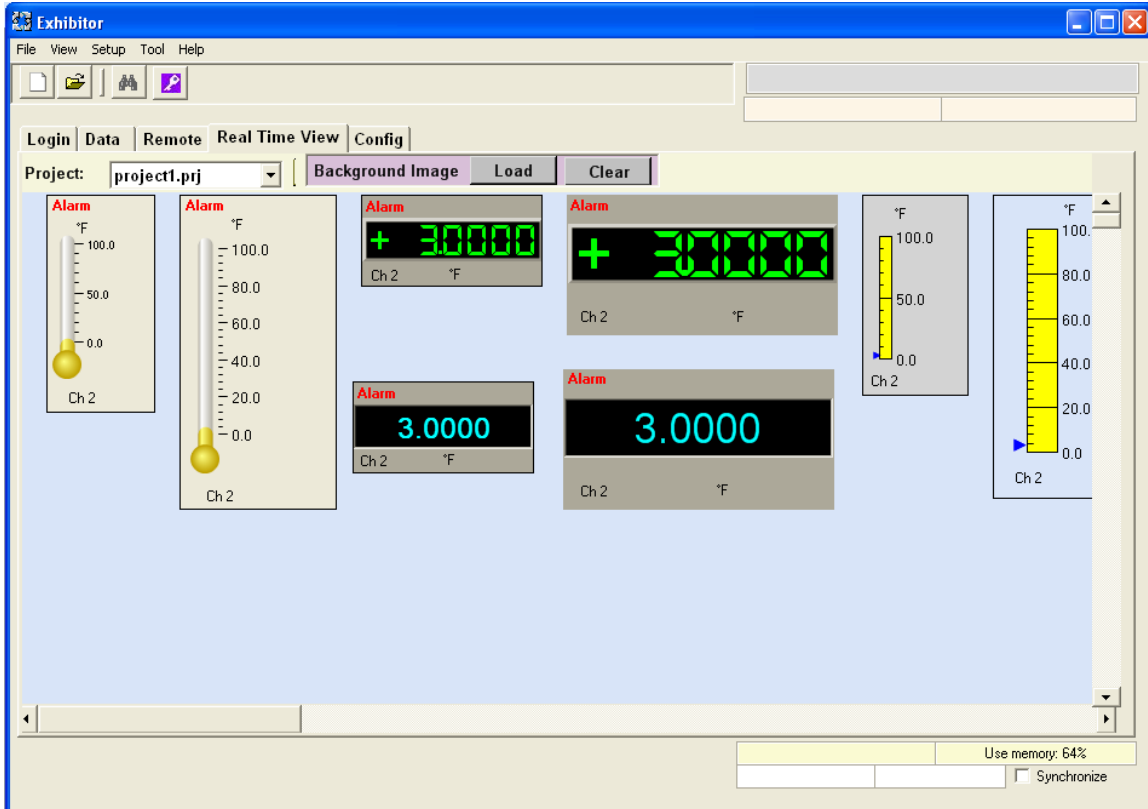 Exhibitor
File View Setup Tool Help
Login Data Remote Real Time View Config
Project: project1.prj Background Image Load Clear
Alarm
°F
100.0
50.0
0.0
Ch 2
Alarm
°F
100.0
80.0
60.0
40.0
20.0
0.0
Ch 2
Alarm
+ 3.0000
Ch 2 °F
Alarm
+ 3.0000
Ch 2 °F
Alarm
3.0000
Ch 2 °F
Alarm
3.0000
Ch 2 °F
°F
100.0
50.0
0.0
Ch 2
°F
100.
80.0
60.0
40.0
20.0
0.0
Ch 2
Use memory: 64%
Synchronize